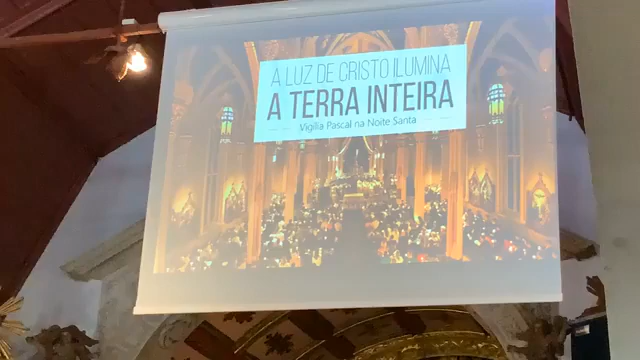 A LUZ DE CRISTO ILUMINA
A TERRA INTEIRA
Vigília Pascal na Noite Santa